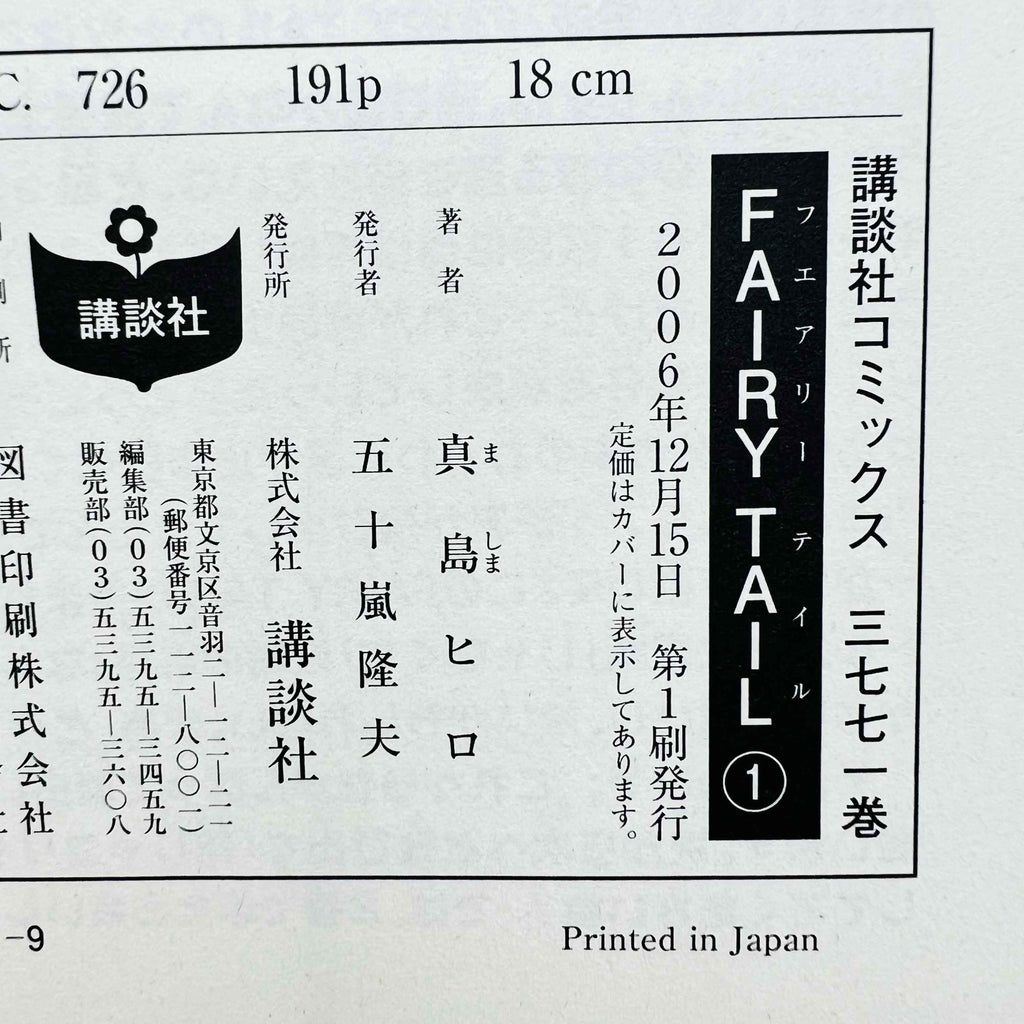 C. 726 191p 18 cm
講談社コミックス 三七七一巻
FAIRY TAIL ①
フエアリーテイル
2006年12月15日 第1刷発行
定価はカバーに表示してあります。
著者 真島ヒロ
ましま
発行者 五十嵐隆夫
発行所 株式会社 講談社
東京都文京区音羽二―一二―二一
(郵便番号一一二―八〇〇一)
編集部(03)五三九五―三四五九
販売部(03)五三九五―三六〇八
講談社
図書印刷株式会社
-9
Printed in Japan